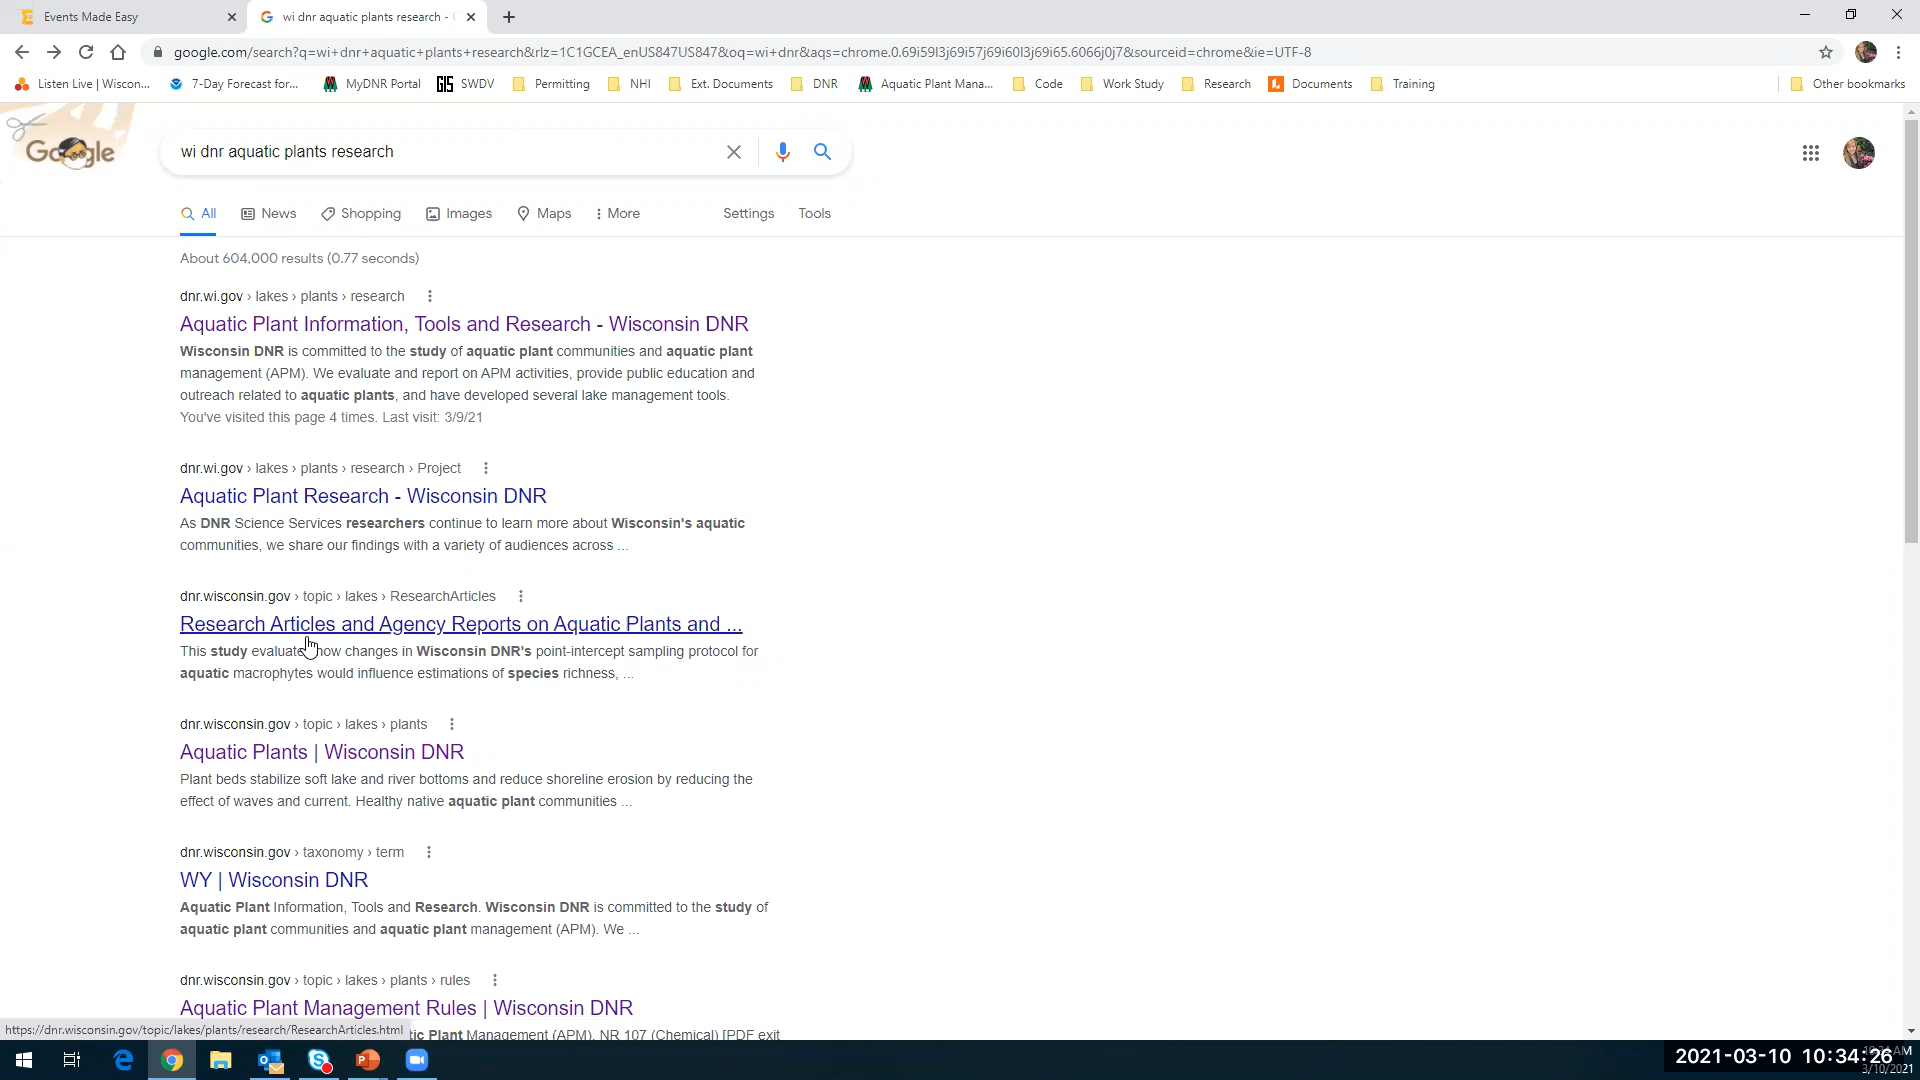 Events Made Easy
wi dnr aquatic plants research -
google.com/search?q=wi+dnr+aquatic+plants+research&rlz=1C1GCEA_enUS847US847&oq=wi+dnr&aqs=chrome.0.69i59l3j69i57j69i60l3j69i65.6066j0j7&sourceid=chrome&ie=UTF-8
Listen Live | Wiscon... 7-Day Forecast for... MyDNR Portal GIS SWDV Permitting NHI Ext. Documents DNR Aquatic Plant Mana... Code Work Study Research Documents Training Other bookmarks
Google
wi dnr aquatic plants research
All News Shopping Images Maps More Settings Tools
About 604,000 results (0.77 seconds)
dnr.wi.gov › lakes › plants › research
Aquatic Plant Information, Tools and Research - Wisconsin DNR
Wisconsin DNR is committed to the study of aquatic plant communities and aquatic plant
management (APM). We evaluate and report on APM activities, provide public education and
outreach related to aquatic plants, and have developed several lake management tools.
You've visited this page 4 times. Last visit: 3/9/21
dnr.wi.gov › lakes › plants › research › Project
Aquatic Plant Research - Wisconsin DNR
As DNR Science Services researchers continue to learn more about Wisconsin's aquatic
communities, we share our findings with a variety of audiences across ...
dnr.wisconsin.gov › topic › lakes › ResearchArticles
Research Articles and Agency Reports on Aquatic Plants and ...
This study evaluates how changes in Wisconsin DNR's point-intercept sampling protocol for
aquatic macrophytes would influence estimations of species richness, ...
dnr.wisconsin.gov › topic › lakes › plants
Aquatic Plants | Wisconsin DNR
Plant beds stabilize soft lake and river bottoms and reduce shoreline erosion by reducing the
effect of waves and current. Healthy native aquatic plant communities ...
dnr.wisconsin.gov › taxonomy › term
WY | Wisconsin DNR
Aquatic Plant Information, Tools and Research. Wisconsin DNR is committed to the study of
aquatic plant communities and aquatic plant management (APM). We ...
dnr.wisconsin.gov › topic › lakes › plants › rules
Aquatic Plant Management Rules | Wisconsin DNR
Plant Management (APM). NR 107 (Chemical) [PDF exit
https://dnr.wisconsin.gov/topic/lakes/plants/research/ResearchArticles.html
2021-03-10 10:34:26 AM
3/10/2021